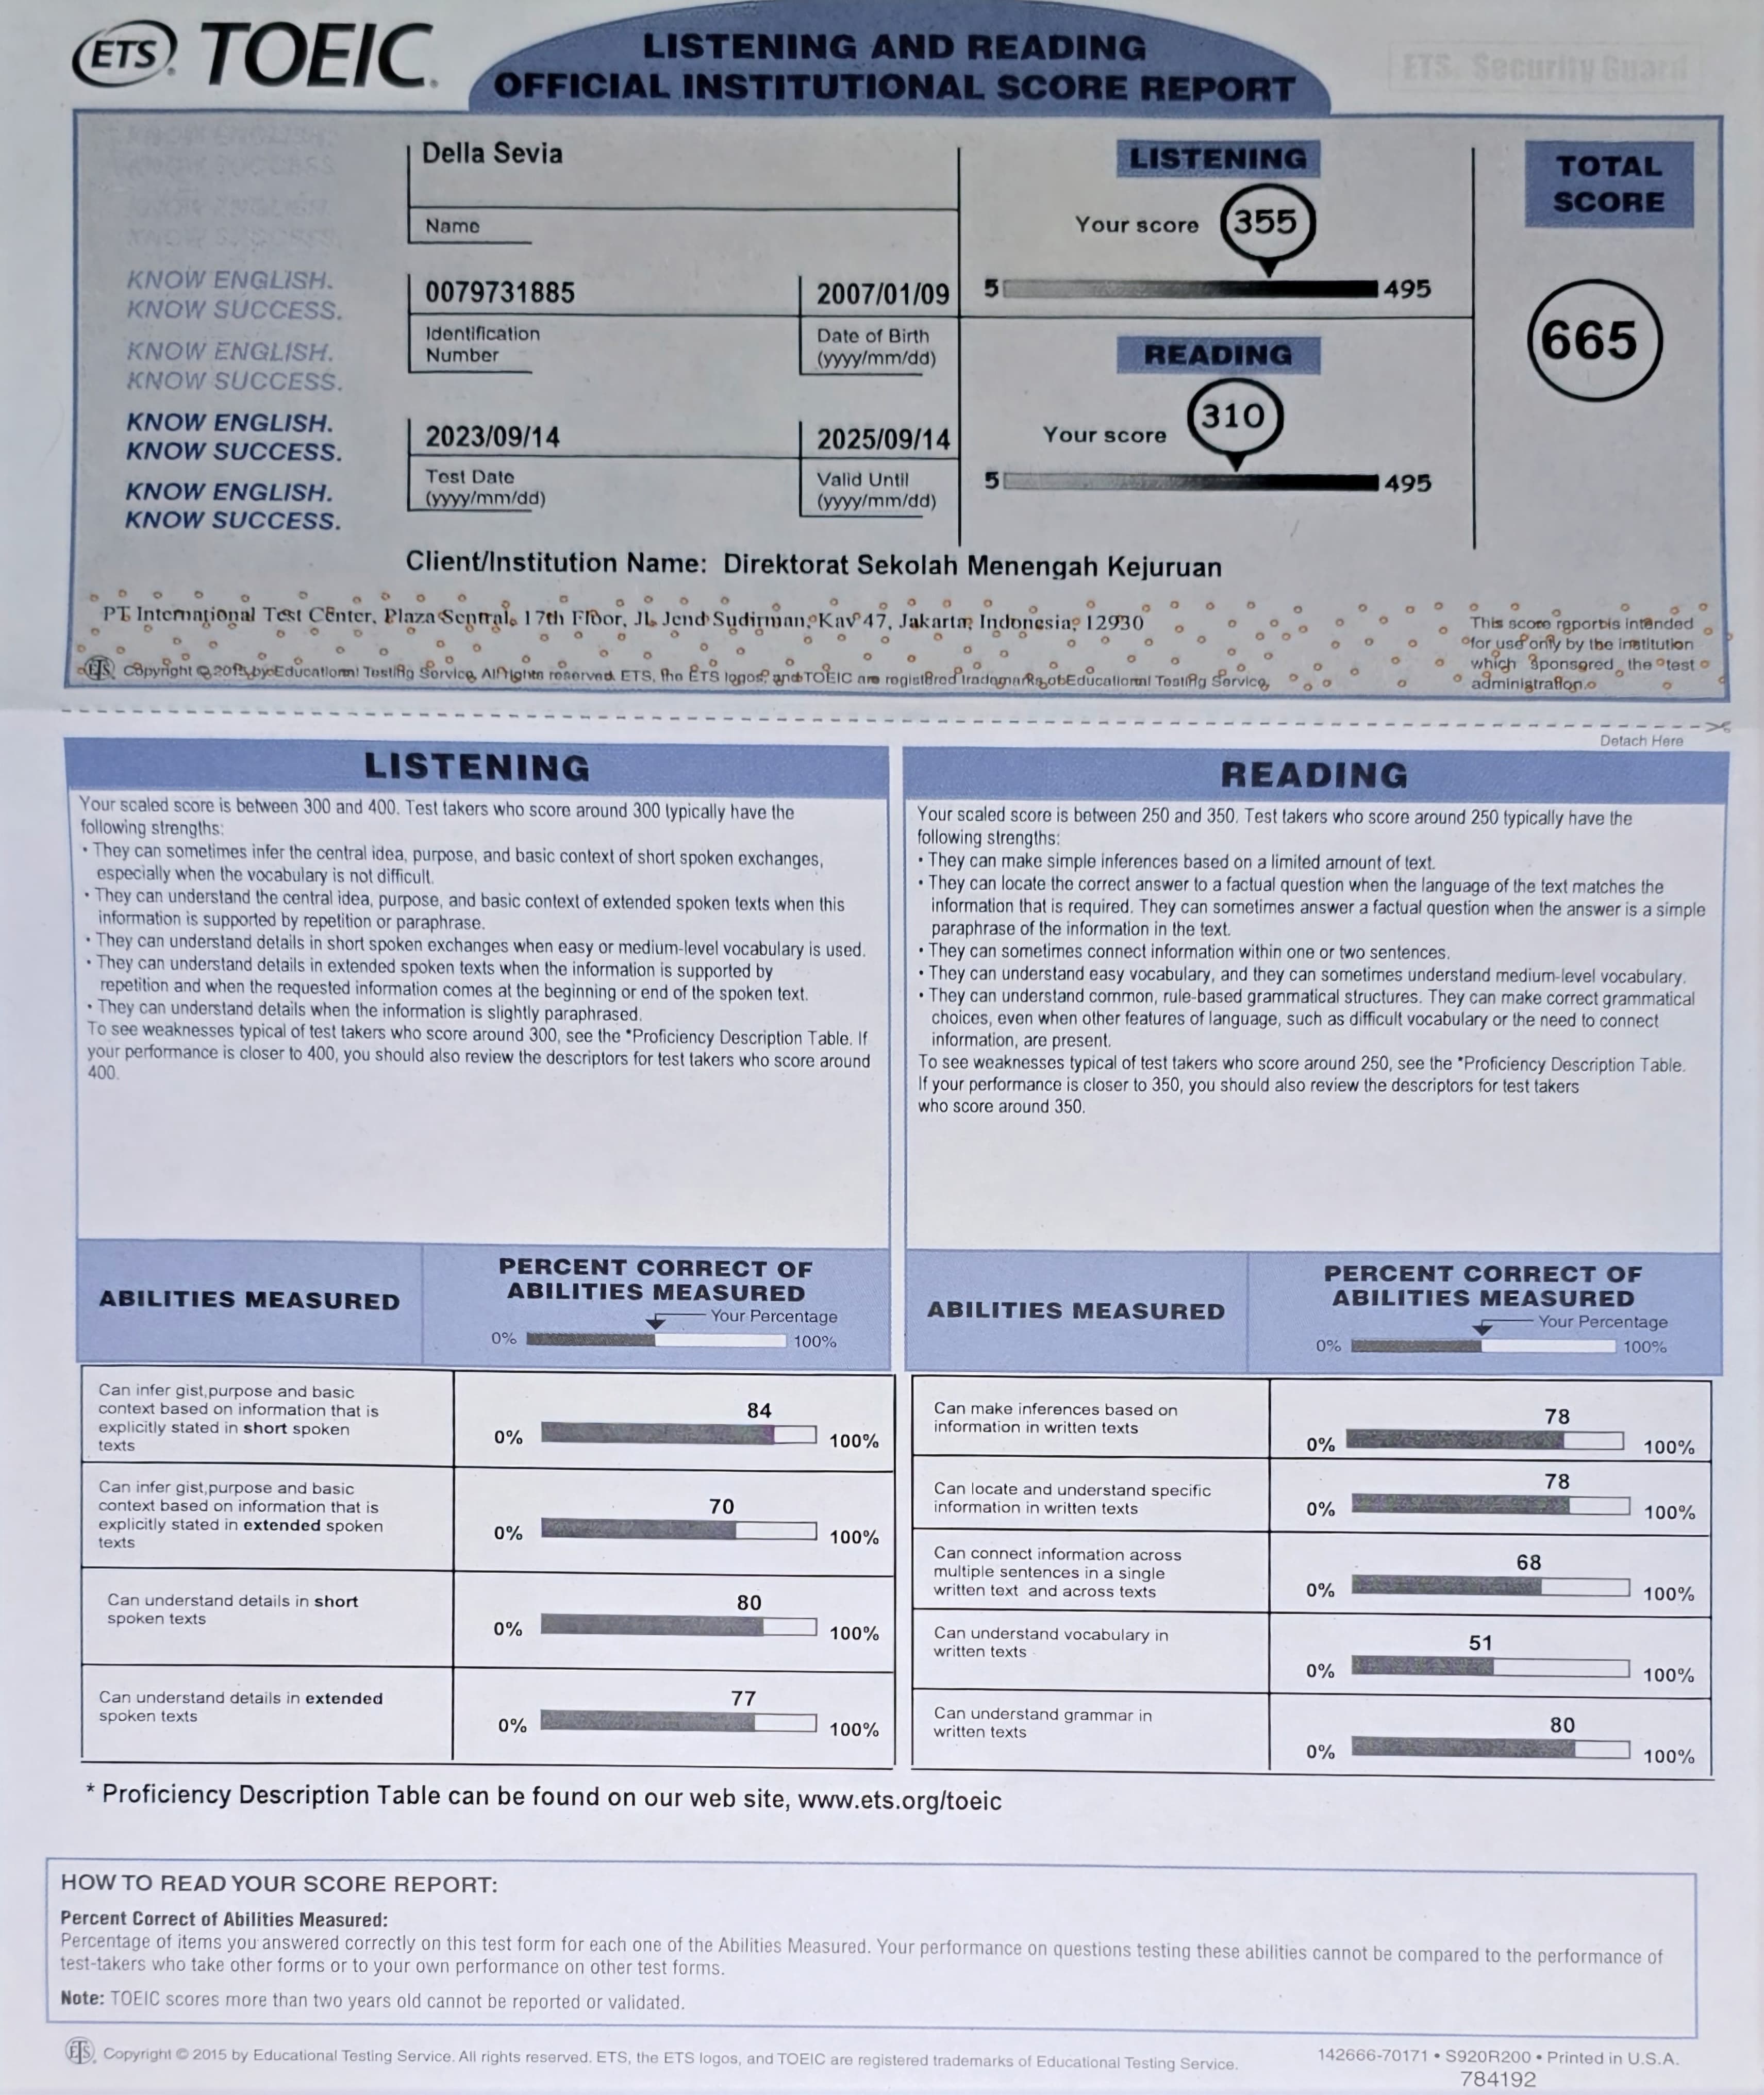 ETS® TOEIC®
LISTENING AND READING
OFFICIAL INSTITUTIONAL SCORE REPORT
ETS. Security Guard
KNOW ENGLISH.
KNOW SUCCESS.
KNOW ENGLISH.
KNOW SUCCESS.
KNOW ENGLISH.
KNOW SUCCESS.
KNOW ENGLISH.
KNOW SUCCESS.
KNOW ENGLISH.
KNOW SUCCESS.
KNOW ENGLISH.
KNOW SUCCESS.
Della Sevia
Name
0079731885
Identification
Number
2007/01/09
Date of Birth
(yyyy/mm/dd)
2023/09/14
Test Date
(yyyy/mm/dd)
2025/09/14
Valid Until
(yyyy/mm/dd)
LISTENING
Your score 355
5 495
READING
Your score 310
5 495
TOTAL
SCORE
665
Client/Institution Name: Direktorat Sekolah Menengah Kejuruan
PT. International Test Center, Plaza Sentral, 17th Floor, Jl. Jend Sudirman, Kav 47, Jakarta, Indonesia, 12930
This score report is intended
for use only by the institution
which sponsored the test
administration.
ETS Copyright © 2015 by Educational Testing Service. All rights reserved. ETS, the ETS logos, and TOEIC are registered trademarks of Educational Testing Service.
Detach Here
LISTENING
Your scaled score is between 300 and 400. Test takers who score around 300 typically have the
following strengths:
• They can sometimes infer the central idea, purpose, and basic context of short spoken exchanges,
especially when the vocabulary is not difficult.
• They can understand the central idea, purpose, and basic context of extended spoken texts when this
information is supported by repetition or paraphrase.
• They can understand details in short spoken exchanges when easy or medium-level vocabulary is used.
• They can understand details in extended spoken texts when the information is supported by
repetition and when the requested information comes at the beginning or end of the spoken text.
• They can understand details when the information is slightly paraphrased.
To see weaknesses typical of test takers who score around 300, see the *Proficiency Description Table. If
your performance is closer to 400, you should also review the descriptors for test takers who score around
400.
READING
Your scaled score is between 250 and 350. Test takers who score around 250 typically have the
following strengths:
• They can make simple inferences based on a limited amount of text.
• They can locate the correct answer to a factual question when the language of the text matches the
information that is required. They can sometimes answer a factual question when the answer is a simple
paraphrase of the information in the text.
• They can sometimes connect information within one or two sentences.
• They can understand easy vocabulary, and they can sometimes understand medium-level vocabulary.
• They can understand common, rule-based grammatical structures. They can make correct grammatical
choices, even when other features of language, such as difficult vocabulary or the need to connect
information, are present.
To see weaknesses typical of test takers who score around 250, see the *Proficiency Description Table.
If your performance is closer to 350, you should also review the descriptors for test takers
who score around 350.
ABILITIES MEASURED
PERCENT CORRECT OF
ABILITIES MEASURED
Your Percentage
0% 100%
Can infer gist,purpose and basic
context based on information that is
explicitly stated in short spoken
texts
84
0% 100%
Can infer gist,purpose and basic
context based on information that is
explicitly stated in extended spoken
texts
70
0% 100%
Can understand details in short
spoken texts
80
0% 100%
Can understand details in extended
spoken texts
77
0% 100%
ABILITIES MEASURED
PERCENT CORRECT OF
ABILITIES MEASURED
Your Percentage
0% 100%
Can make inferences based on
information in written texts
78
0% 100%
Can locate and understand specific
information in written texts
78
0% 100%
Can connect information across
multiple sentences in a single
written text and across texts
68
0% 100%
Can understand vocabulary in
written texts
51
0% 100%
Can understand grammar in
written texts
80
0% 100%
* Proficiency Description Table can be found on our web site, www.ets.org/toeic
HOW TO READ YOUR SCORE REPORT:
Percent Correct of Abilities Measured:
Percentage of items you answered correctly on this test form for each one of the Abilities Measured. Your performance on questions testing these abilities cannot be compared to the performance of
test-takers who take other forms or to your own performance on other test forms.
Note: TOEIC scores more than two years old cannot be reported or validated.
ETS® Copyright © 2015 by Educational Testing Service. All rights reserved. ETS, the ETS logos, and TOEIC are registered trademarks of Educational Testing Service.
142666-70171 • S920R200 • Printed in U.S.A.
784192